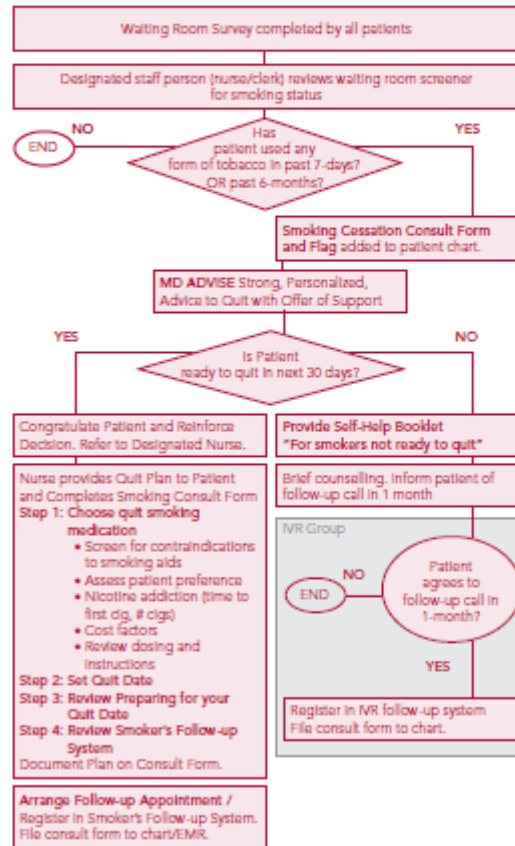 Waiting Room Survey completed by all patients
Designated staff person (nurse/clerk) reviews waiting room screener
for smoking status
NO
YES
END
Has
patient used any
form of tobacco in past 7-days?
OR past 6-months?
Smoking Cessation Consult Form
and Flag added to patient chart.
MD ADVISE Strong, Personalized,
Advice to Quit with Offer of Support
YES
NO
Is Patient
ready to quit in next 30 days?
Congratulate Patient and Reinforce
Decision. Refer to Designated Nurse.
Nurse provides Quit Plan to Patient
and Completes Smoking Consult Form
Step 1: Choose quit smoking
medication
• Screen for contraindications
to smoking aids
• Assess patient preference
• Nicotine addiction (time to
first cig, # cigs)
• Cost factors
• Review dosing and
instructions
Step 2: Set Quit Date
Step 3: Review Preparing for your
Quit Date
Step 4: Review Smoker's Follow-up
System
Document Plan on Consult Form.
Arrange Follow-up Appointment /
Register in Smoker's Follow-up System.
File consult form to chart/EMR.
Provide Self-Help Booklet
"For smokers not ready to quit"
Brief counselling. Inform patient of
follow-up call in 1 month
IVR Group
Patient
agrees to
follow-up call in
1-month?
NO
END
YES
Register in IVR follow-up system
File consult form to chart.